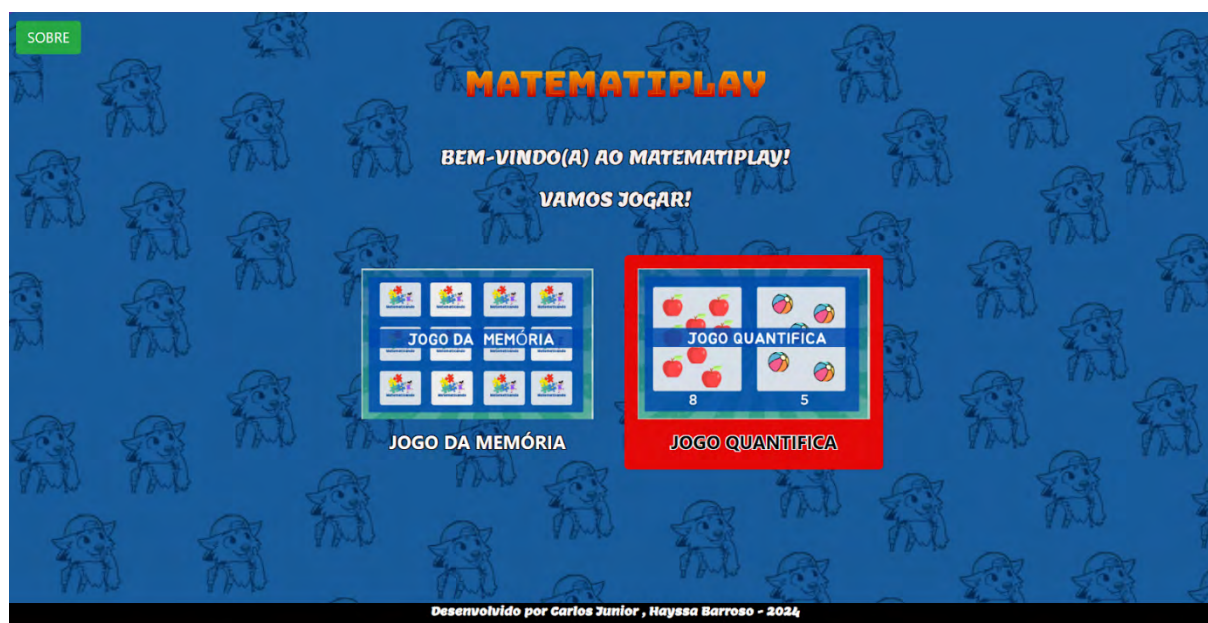 SOBRE
MATEMATIPLAY
BEM-VINDO(A) AO MATEMATIPLAY!
VAMOS JOGAR!
JOGO DA MEMÓRIA
JOGO QUANTIFICA
8 5
JOGO DA MEMÓRIA
JOGO QUANTIFICA
Desenvolvido por Carlos Junior , Hayssa Barroso - 2024